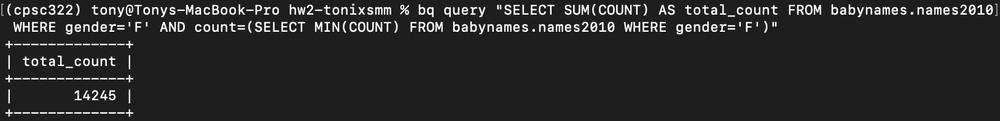 [(cpsc322) tony@Tonys-MacBook-Pro hw2-tonixsmm % bq query "SELECT SUM(COUNT) AS total_count FROM babynames.names2010]
 WHERE gender='F' AND count=(SELECT MIN(COUNT) FROM babynames.names2010 WHERE gender='F')"
+-------------+
| total_count |
+-------------+
|       14245 |
+-------------+